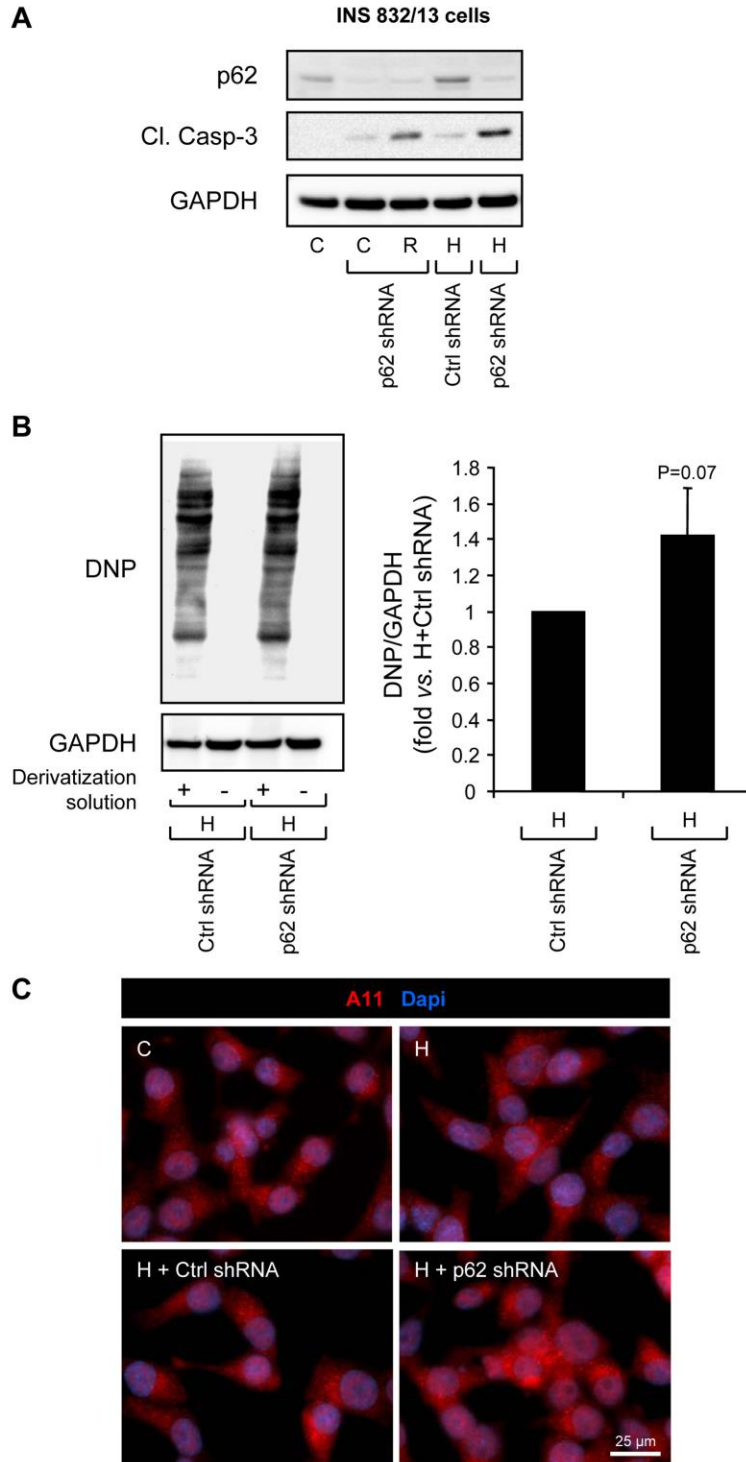 A
INS 832/13 cells
p62
Cl. Casp-3
GAPDH
C C R H H
p62 shRNA
Ctrl shRNA
p62 shRNA
B
DNP
GAPDH
Derivatization
solution
+ - + -
H H
Ctrl shRNA
p62 shRNA
DNP/GAPDH
(fold vs. H+Ctrl shRNA)
1.8
1.6
1.4
1.2
1
0.8
0.6
0.4
0.2
0
P=0.07
H H
Ctrl shRNA
p62 shRNA
C
A11 Dapi
C
H
H + Ctrl shRNA
H + p62 shRNA
25 µm